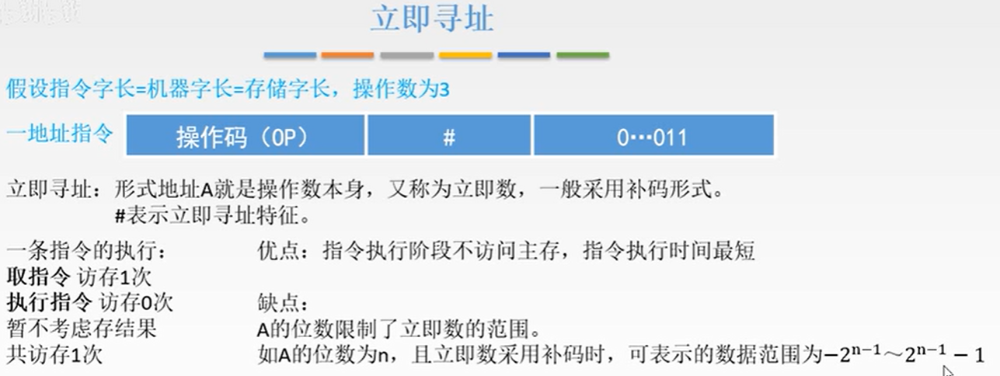 立即寻址
假设指令字长=机器字长=存储字长，操作数为3
一地址指令 操作码（OP） # 0…011
立即寻址：形式地址A就是操作数本身，又称为立即数，一般采用补码形式。
#表示立即寻址特征。
一条指令的执行： 优点：指令执行阶段不访问主存，指令执行时间最短
取指令 访存1次
执行指令 访存0次 缺点：
暂不考虑存结果 A的位数限制了立即数的范围。
共访存1次 如A的位数为n，且立即数采用补码时，可表示的数据范围为−2ⁿ⁻¹～2ⁿ⁻¹ − 1